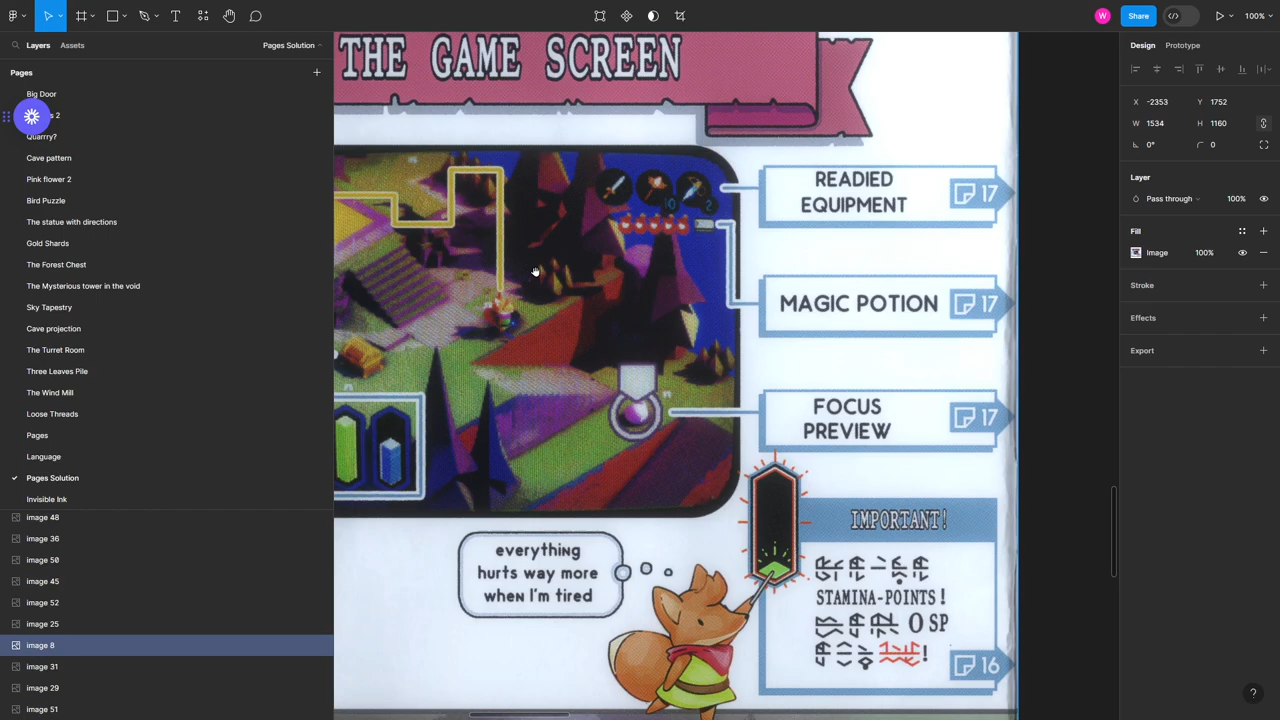 Share
100%
Layers
Assets
Pages Solution
Pages
Big Door
s 2
Quarrry?
Cave pattern
Pink flower 2
Bird Puzzle
The statue with directions
Gold Shards
The Forest Chest
The Mysterious tower in the void
Sky Tapestry
Cave projection
The Turret Room
Three Leaves Pile
The Wind Mill
Loose Threads
Pages
Language
Pages Solution
Invisible Ink
image 48
image 36
image 50
image 45
image 52
image 25
image 8
image 31
image 29
image 51
THE GAME SCREEN
10
2
READIED
EQUIPMENT
17
MAGIC POTION
17
FOCUS
PREVIEW
17
everything
hurts way more
when I'm tired
IMPORTANT!
STAMINA-POINTS!
0 SP
!
16
W
Design
Prototype
X -2353
Y 1752
W 1534
H 1160
0°
0
Layer
Pass through
100%
Fill
Image
100%
Stroke
Effects
Export
?